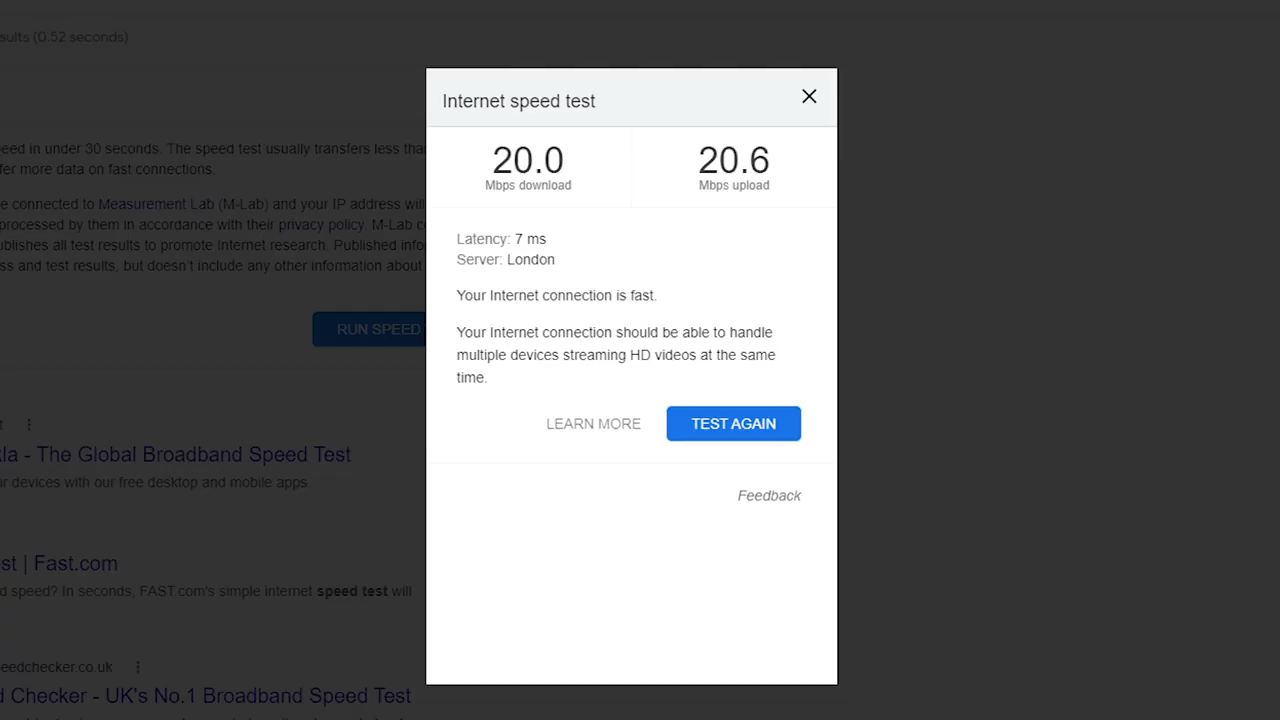 sults (0.52 seconds)
Internet speed test
20.0
Mbps download
20.6
Mbps upload
Latency: 7 ms
Server: London
Your Internet connection is fast.
Your Internet connection should be able to handle
multiple devices streaming HD videos at the same
time.
LEARN MORE
TEST AGAIN
Feedback
eed in under 30 seconds. The speed test usually transfers less tha
fer more data on fast connections.
e connected to Measurement Lab (M-Lab) and your IP address will
processed by them in accordance with their privacy policy. M-Lab c
ublishes all test results to promote Internet research. Published info
ss and test results, but doesn't include any other information about
RUN SPEED
kla - The Global Broadband Speed Test
ur devices with our free desktop and mobile apps
st | Fast.com
d speed? In seconds, FAST.com's simple internet speed test will
eedchecker.co.uk
d Checker - UK's No.1 Broadband Speed Test